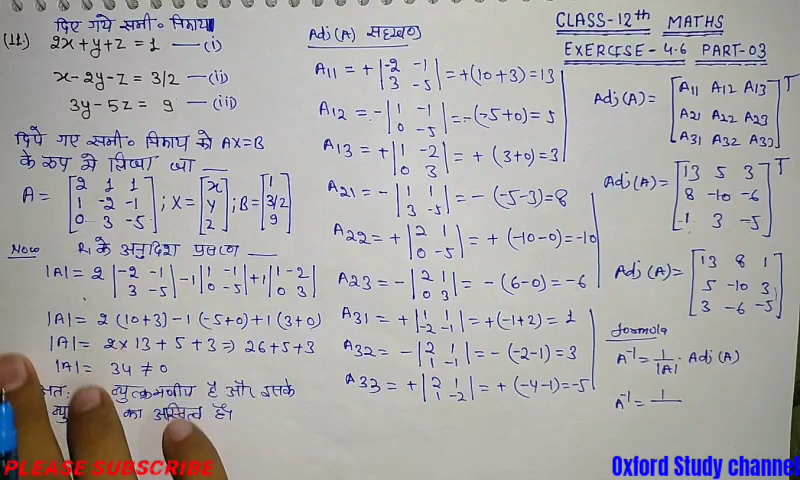 दिए गये समी० निकाय
(11.) 2x+y+z = 1 —(i)
x-2y-z = 3/2 —(ii)
3y-5z = 9 —(iii)
दिये गए समी० निकाय को AX=B
के रूप से लिखा जा —
A = [2 1 1; 1 -2 -1; 0 3 -5] ; X = [x; y; z] ; B = [1; 3/2; 9]
Now R₁ के अनुदिश प्रसरण —
|A| = 2 |-2 -1; 3 -5| -1 |1 -1; 0 -5| +1 |1 -2; 0 3|
|A| = 2(10+3) -1(-5+0) +1(3+0)
|A| = 2×13+5+3 ⇒ 26+5+3
|A| = 34 ≠ 0
व्युत्क्रमणीय है और इसके
का अस्तित्व है।
Adj(A) सहखण्ड
A11 = + |-2 -1; 3 -5| = +(10+3) = 13
A12 = - |1 -1; 0 -5| = -(-5+0) = 5
A13 = + |1 -2; 0 3| = +(3+0) = 3
A21 = - |1 1; 3 -5| = -(-5-3) = 8
A22 = + |2 1; 0 -5| = +(-10-0) = -10
A23 = - |2 1; 0 3| = -(6-0) = -6
A31 = + |1 1; -2 -1| = +(-1+2) = 1
A32 = - |2 1; 1 -1| = -(-2-1) = 3
A33 = + |2 1; 1 -2| = +(-4-1) = -5
CLASS-12th MATHS
EXERCISE-4.6 PART-03
Adj(A) = [A11 A12 A13; A21 A22 A23; A31 A32 A33]ᵀ
Adj(A) = [13 5 3; 8 -10 -6; 1 3 -5]ᵀ
Adj(A) = [13 8 1; 5 -10 3; 3 -6 -5]
formula
A⁻¹ = 1/|A| · Adj(A)
A⁻¹ = 1/
PLEASE SUBSCRIBE
Oxford Study channel